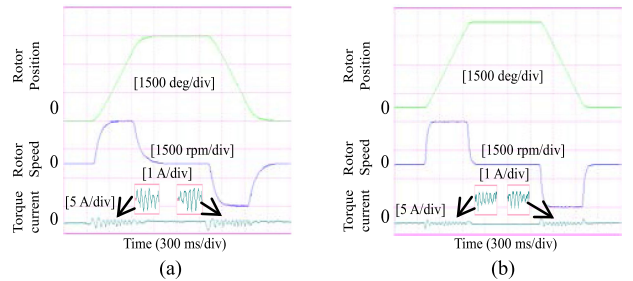 Rotor
Position
[1500 deg/div]
0
Rotor
Speed
[1500 rpm/div]
0
[1 A/div]
Torque
current
[5 A/div]
0
Time (300 ms/div)
(a)
Rotor
Position
[1500 deg/div]
0
Rotor
Speed
[1500 rpm/div]
0
[1 A/div]
Torque
current
[5 A/div]
0
Time (300 ms/div)
(b)